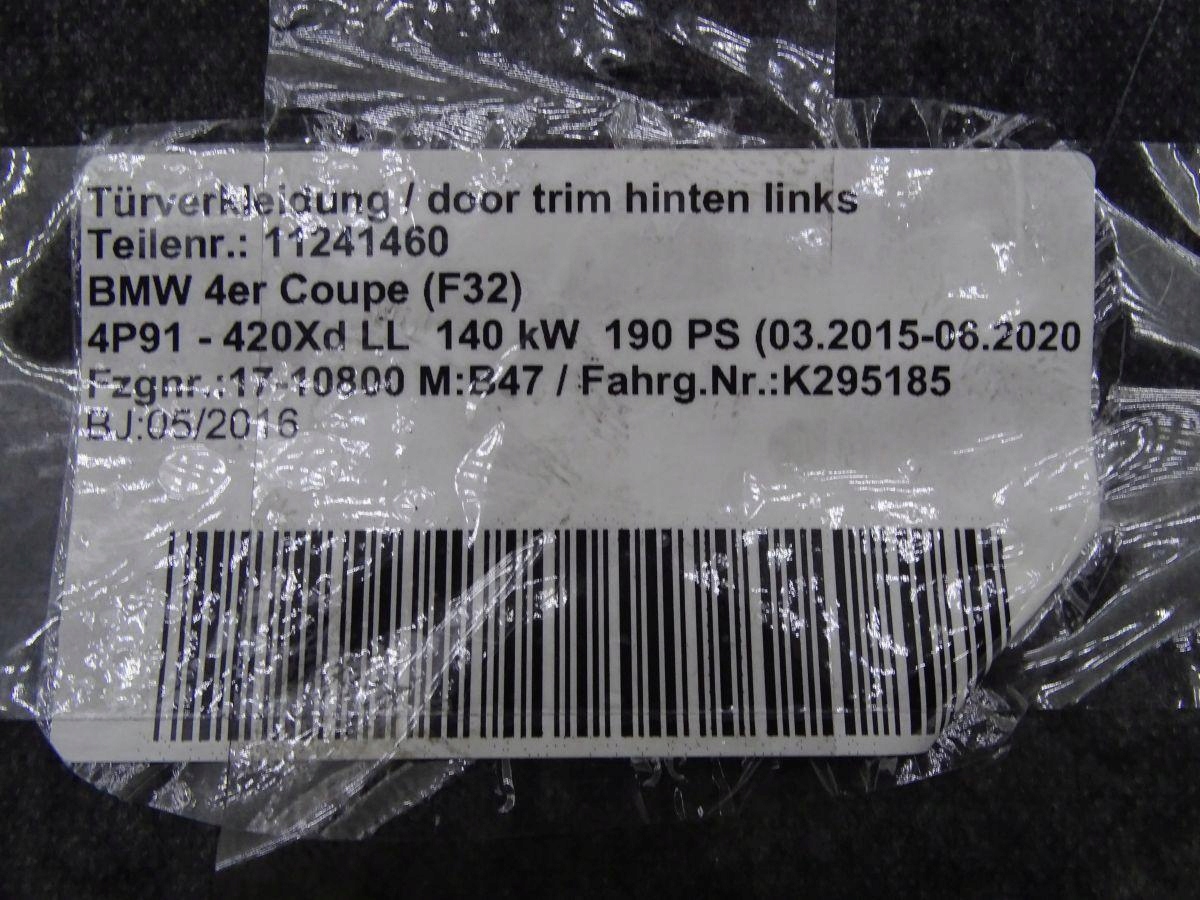 Türverkleidung / door trim hinten links
Teilenr.: 11241460
BMW 4er Coupe (F32)
4P91 - 420Xd LL 140 kW 190 PS (03.2015-06.2020
Fzgnr.:17-10800 M:B47 / Fahrg.Nr.:K295185
BJ:05/2016